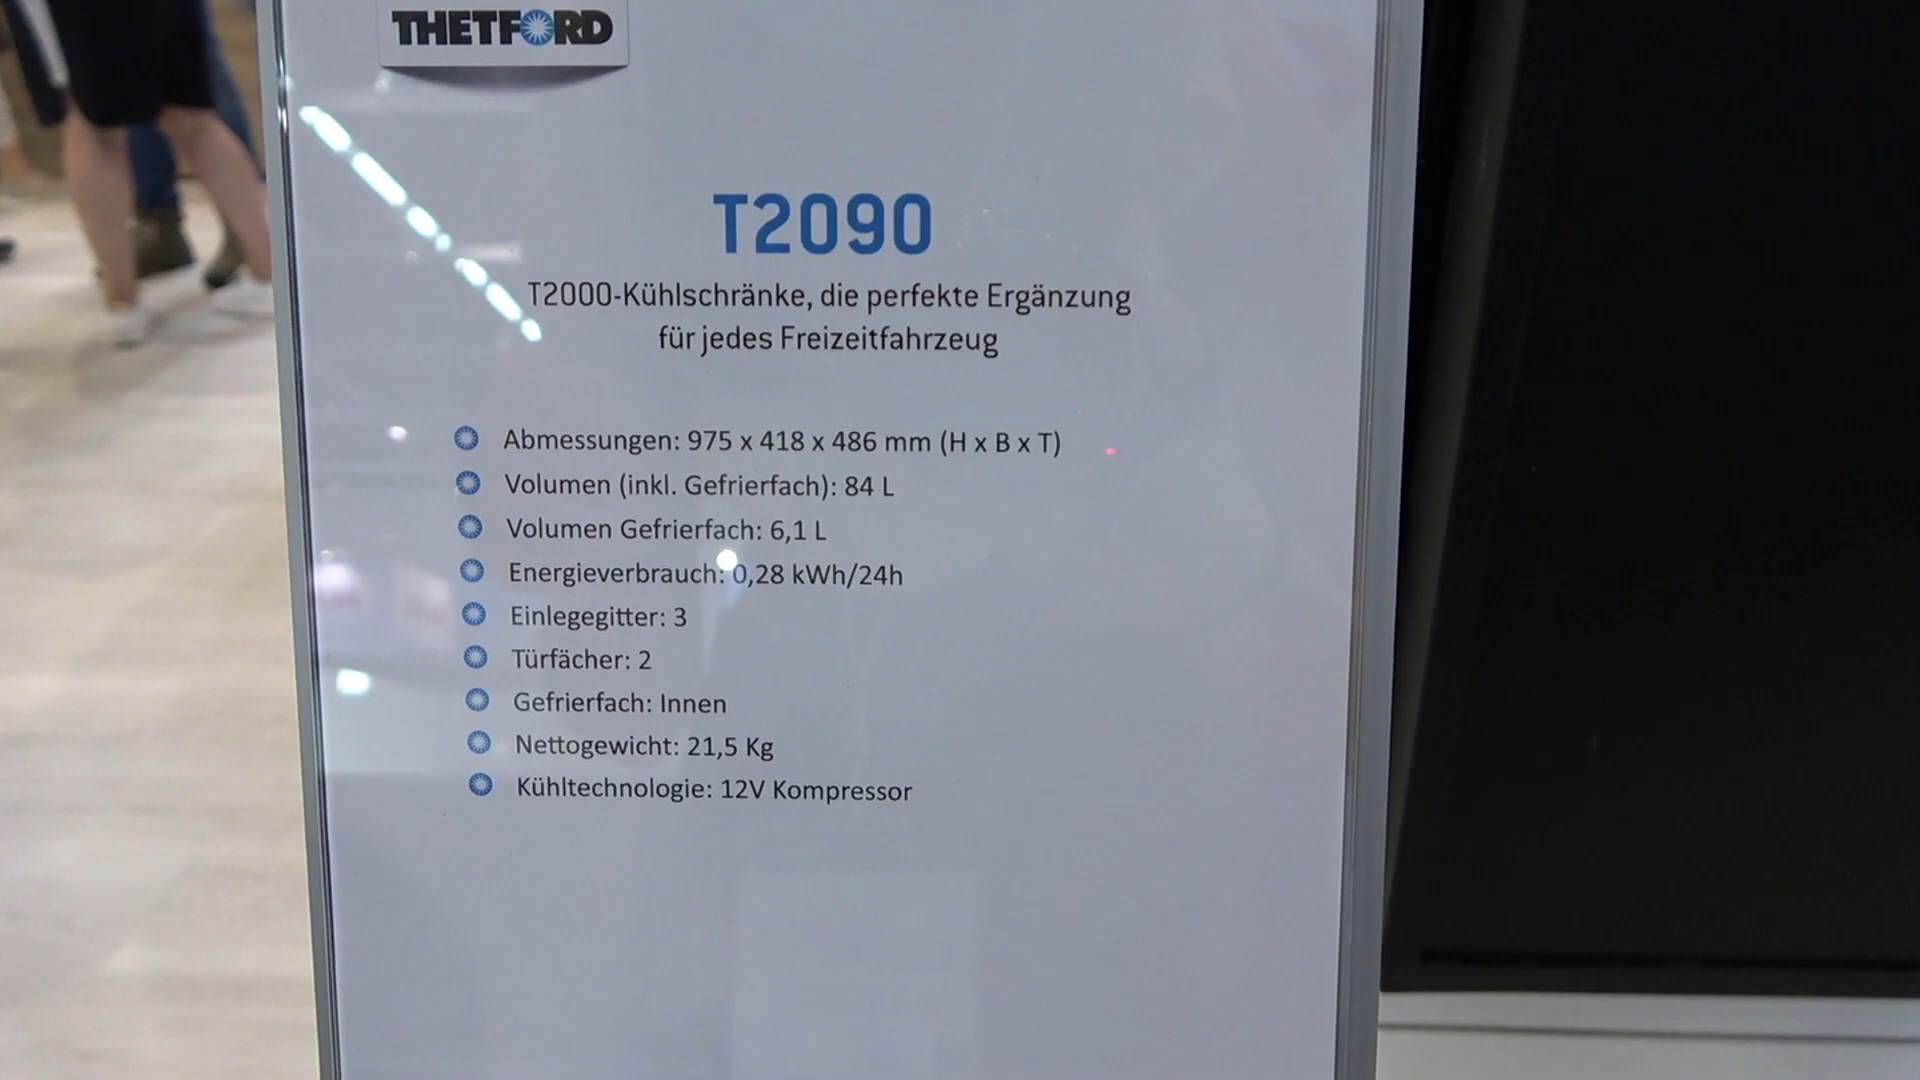 THETFORD
T2090
T2000-Kühlschränke, die perfekte Ergänzung
für jedes Freizeitfahrzeug
Abmessungen: 975 x 418 x 486 mm (H x B x T)
Volumen (inkl. Gefrierfach): 84 L
Volumen Gefrierfach: 6,1 L
Energieverbrauch: 0,28 kWh/24h
Einlegegitter: 3
Türfächer: 2
Gefrierfach: Innen
Nettogewicht: 21,5 Kg
Kühltechnologie: 12V Kompressor